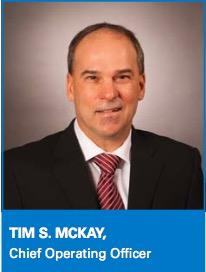 TIM S. MCKAY,
Chief Operating Officer